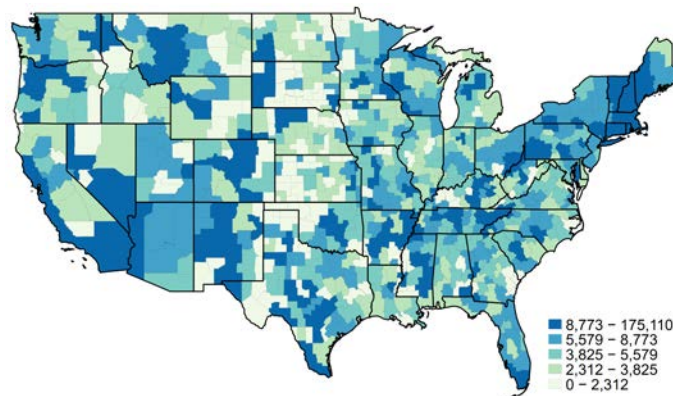 8,773 – 175,110
5,579 – 8,773
3,825 – 5,579
2,312 – 3,825
0 – 2,312